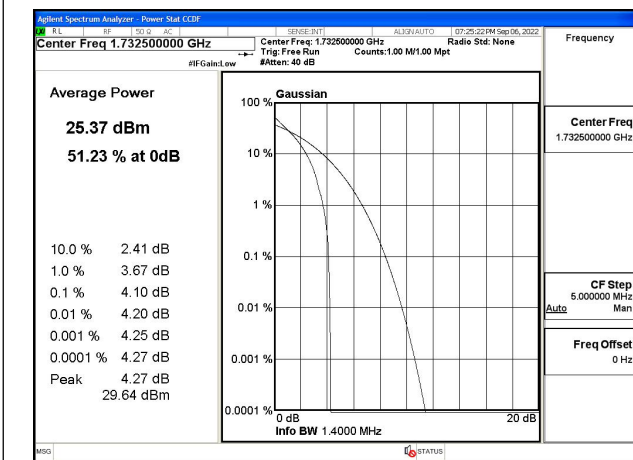 Agilent Spectrum Analyzer - Power Stat CCDF
RL RF 50 Ω AC SENSE:INT ALIGN AUTO 07:25:22 PM Sep 06, 2022
Center Freq 1.732500000 GHz
Center Freq: 1.732500000 GHz Radio Std: None
Trig: Free Run Counts:1.00 M/1.00 Mpt
#IFGain:Low #Atten: 40 dB
Frequency
Average Power
25.37 dBm
51.23 % at 0dB
10.0 % 2.41 dB
1.0 % 3.67 dB
0.1 % 4.10 dB
0.01 % 4.20 dB
0.001 % 4.25 dB
0.0001 % 4.27 dB
Peak 4.27 dB
29.64 dBm
Gaussian
100 %
10 %
1 %
0.1 %
0.01 %
0.001 %
0.0001 %
0 dB 20 dB
Info BW 1.4000 MHz
Center Freq
1.732500000 GHz
CF Step
5.000000 MHz
Auto Man
Freq Offset
0 Hz
MSG STATUS